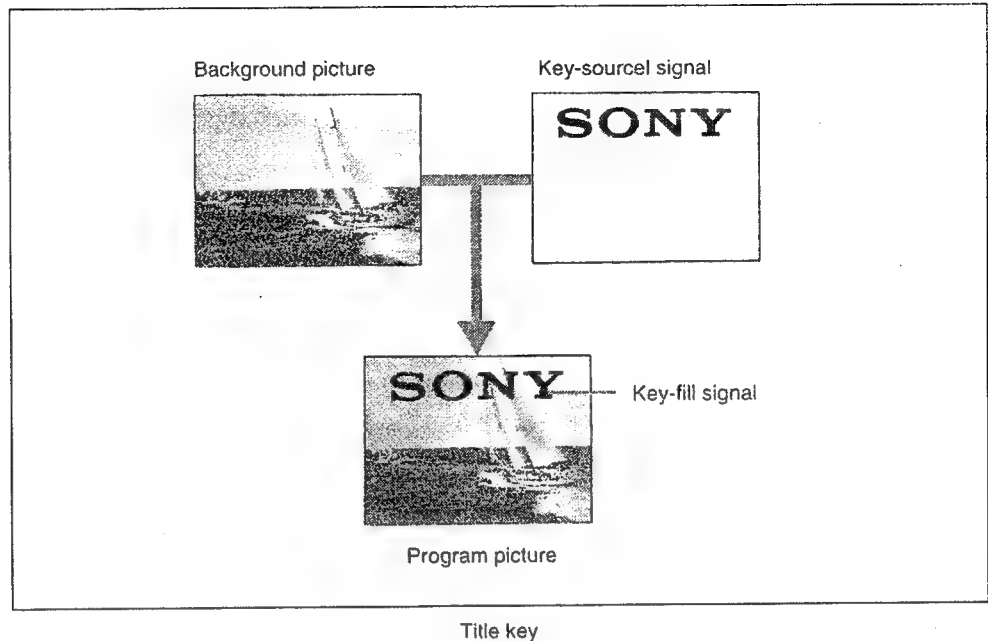 Background picture
Key-sourcel signal
SONY
SONY
Key-fill signal
Program picture
Title key